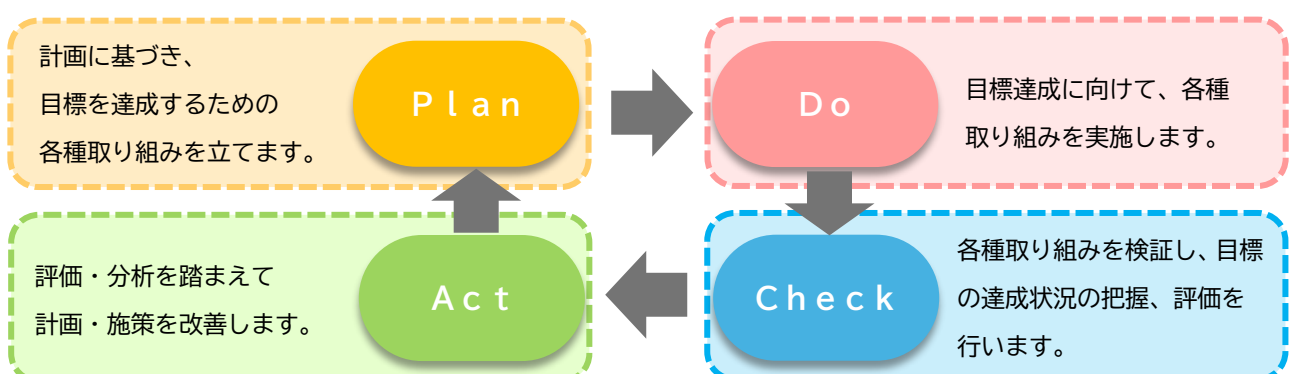 計画に基づき、
目標を達成するための
各種取り組みを立てます。
Ｐｌａｎ
Ｄｏ
目標達成に向けて、各種
取り組みを実施します。
評価・分析を踏まえて
計画・施策を改善します。
Ａｃｔ
Ｃｈｅｃｋ
各種取り組みを検証し、目標
の達成状況の把握、評価を
行います。